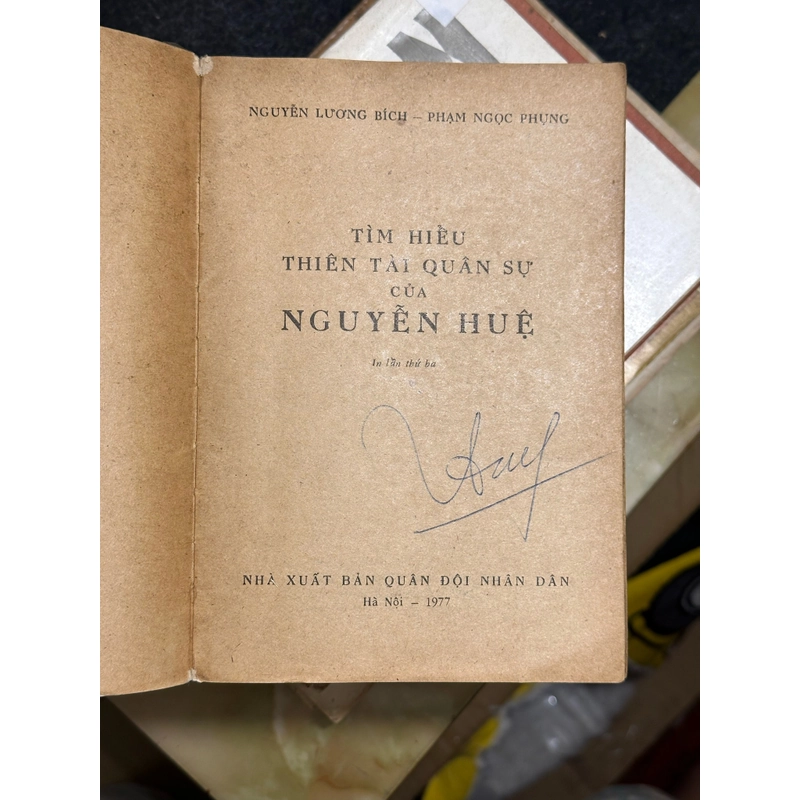 NGUYỄN LƯƠNG BÍCH — PHẠM NGỌC PHỤNG
TÌM HIỂU
THIÊN TÀI QUÂN SỰ
CỦA
NGUYỄN HUỆ
In lần thứ ba
NHÀ XUẤT BẢN QUÂN ĐỘI NHÂN DÂN
Hà Nội — 1977